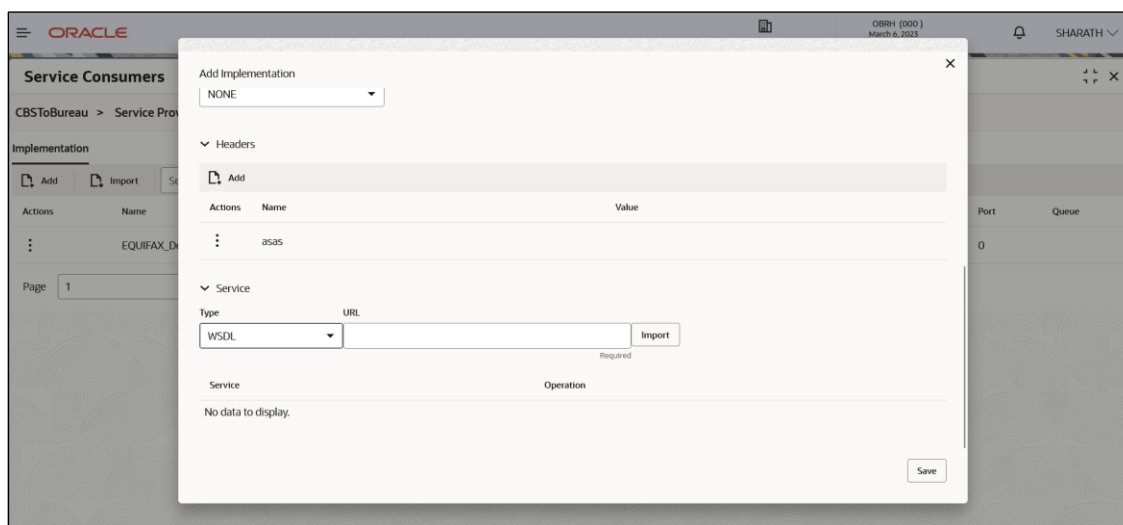 ORACLE
OBRH (000 )
March 6, 2023
SHARATH
Service Consumers
CBSToBureau > Service Prov
Implementation
Add Import Se
Actions Name Port Queue
EQUIFAX_De 0
Page 1
Add Implementation
NONE
Headers
Add
Actions Name Value
asas
Service
Type URL
WSDL Import
Required
Service Operation
No data to display.
Save